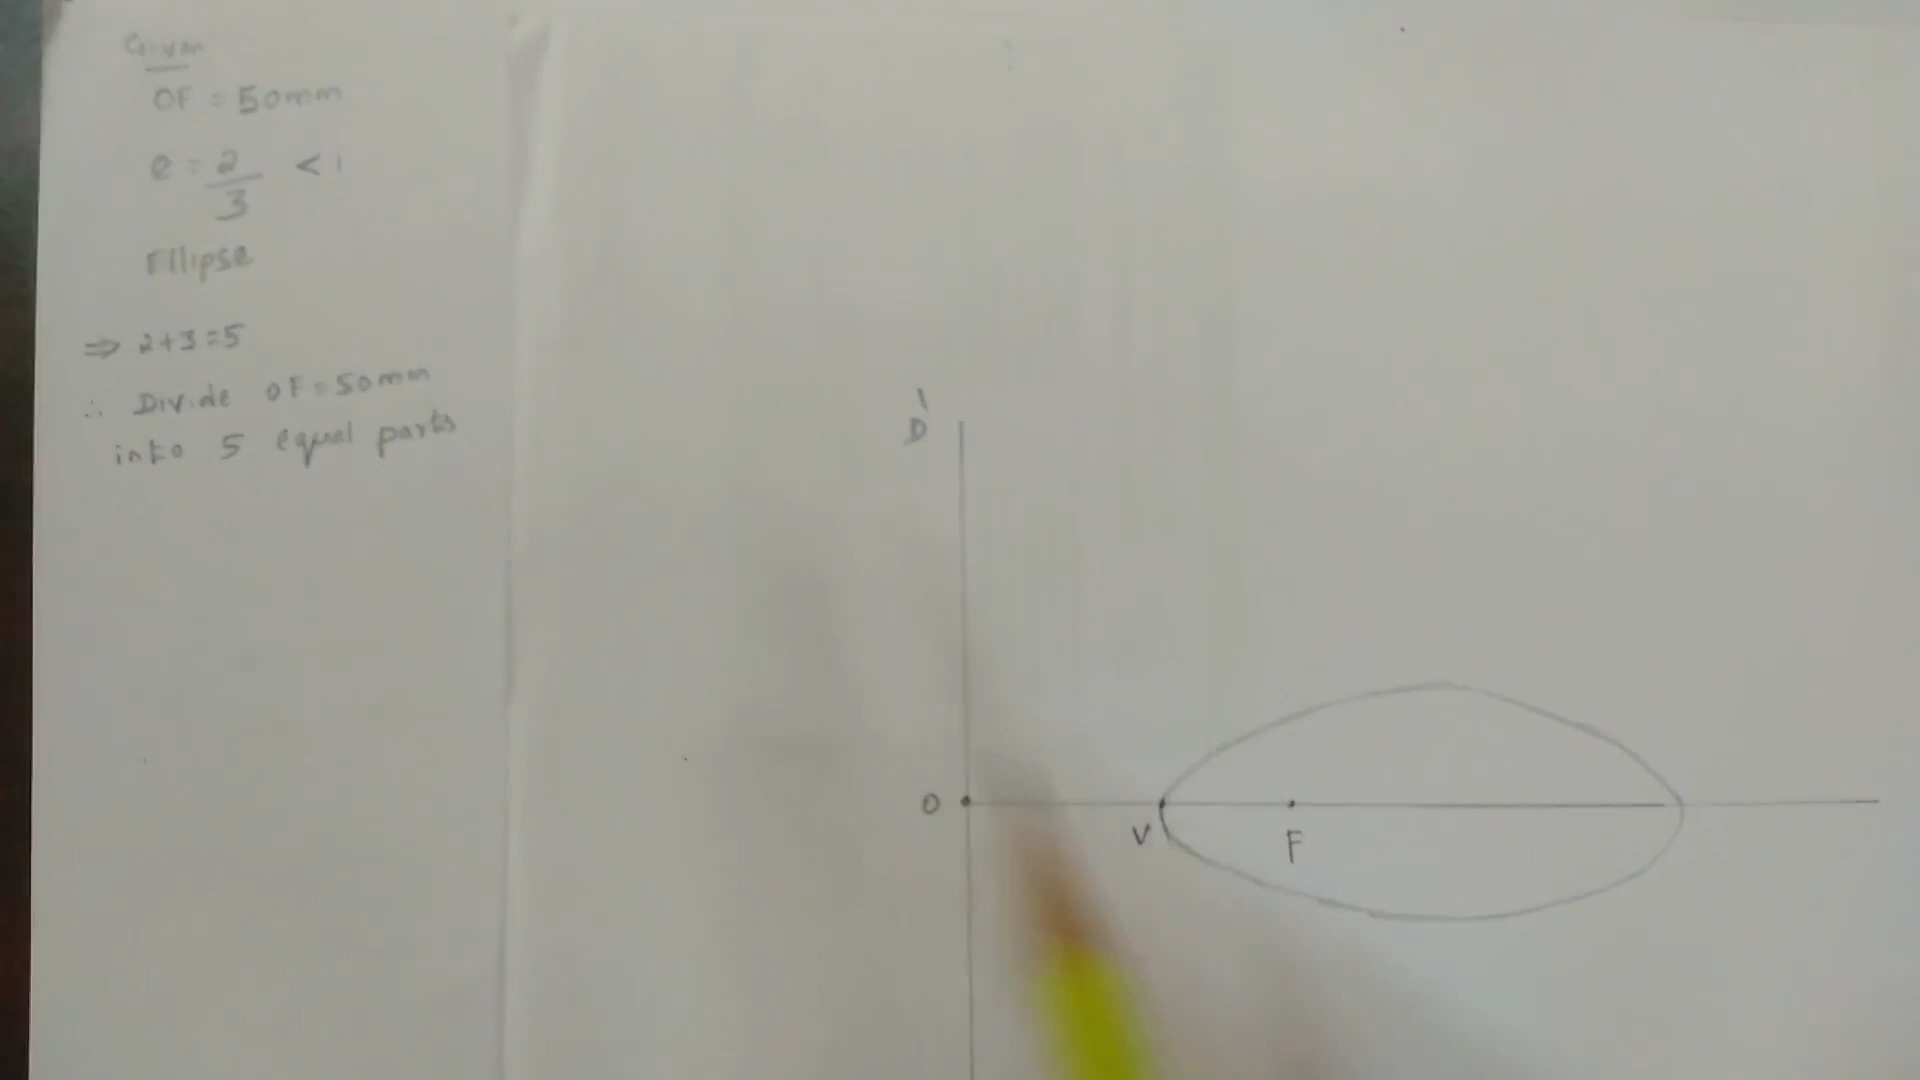 Given
OF = 50mm
e = 2/3 < 1
Ellipse
⇒ 2+3=5
∴ Divide OF=50mm
into 5 equal parts
D'
O
V
F